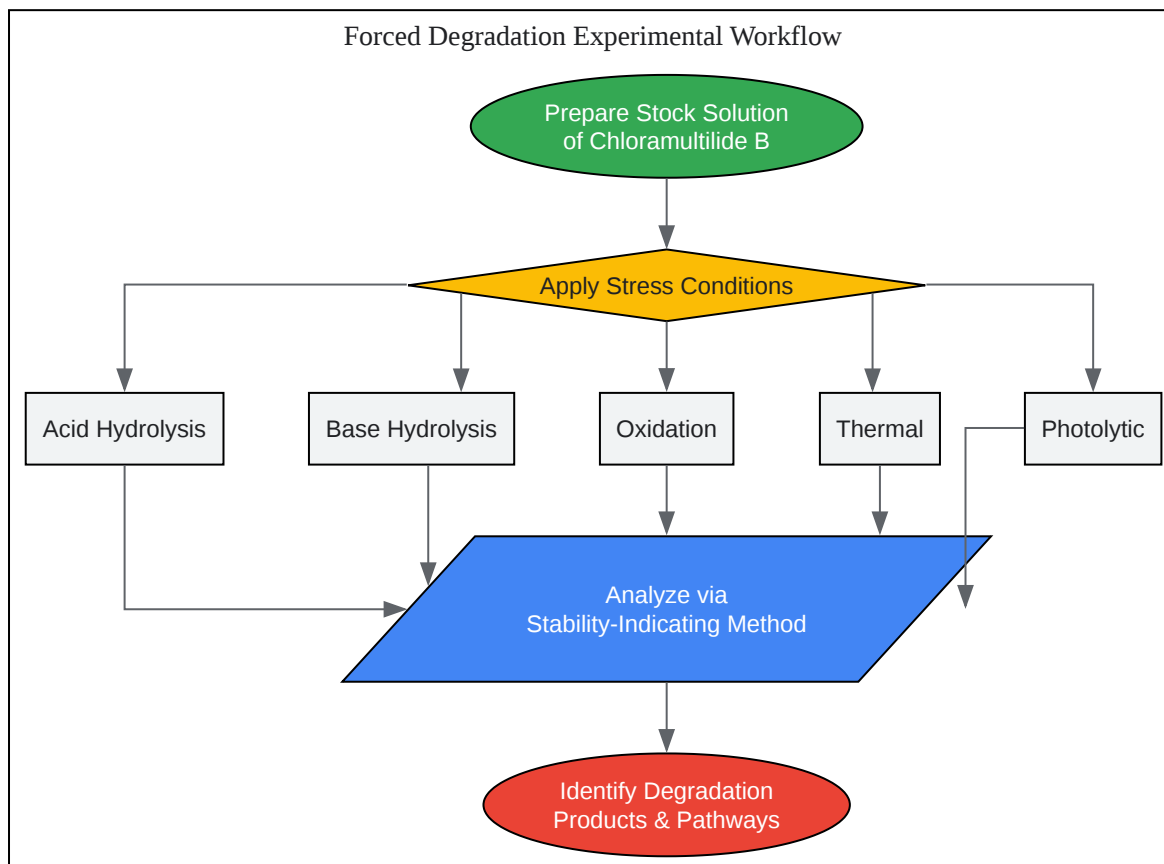 Forced Degradation Experimental Workflow
Prepare Stock Solution
of Chloramultilide B
Apply Stress Conditions
Acid Hydrolysis
Base Hydrolysis
Oxidation
Thermal
Photolytic
Analyze via
Stability-Indicating Method
Identify Degradation
Products & Pathways